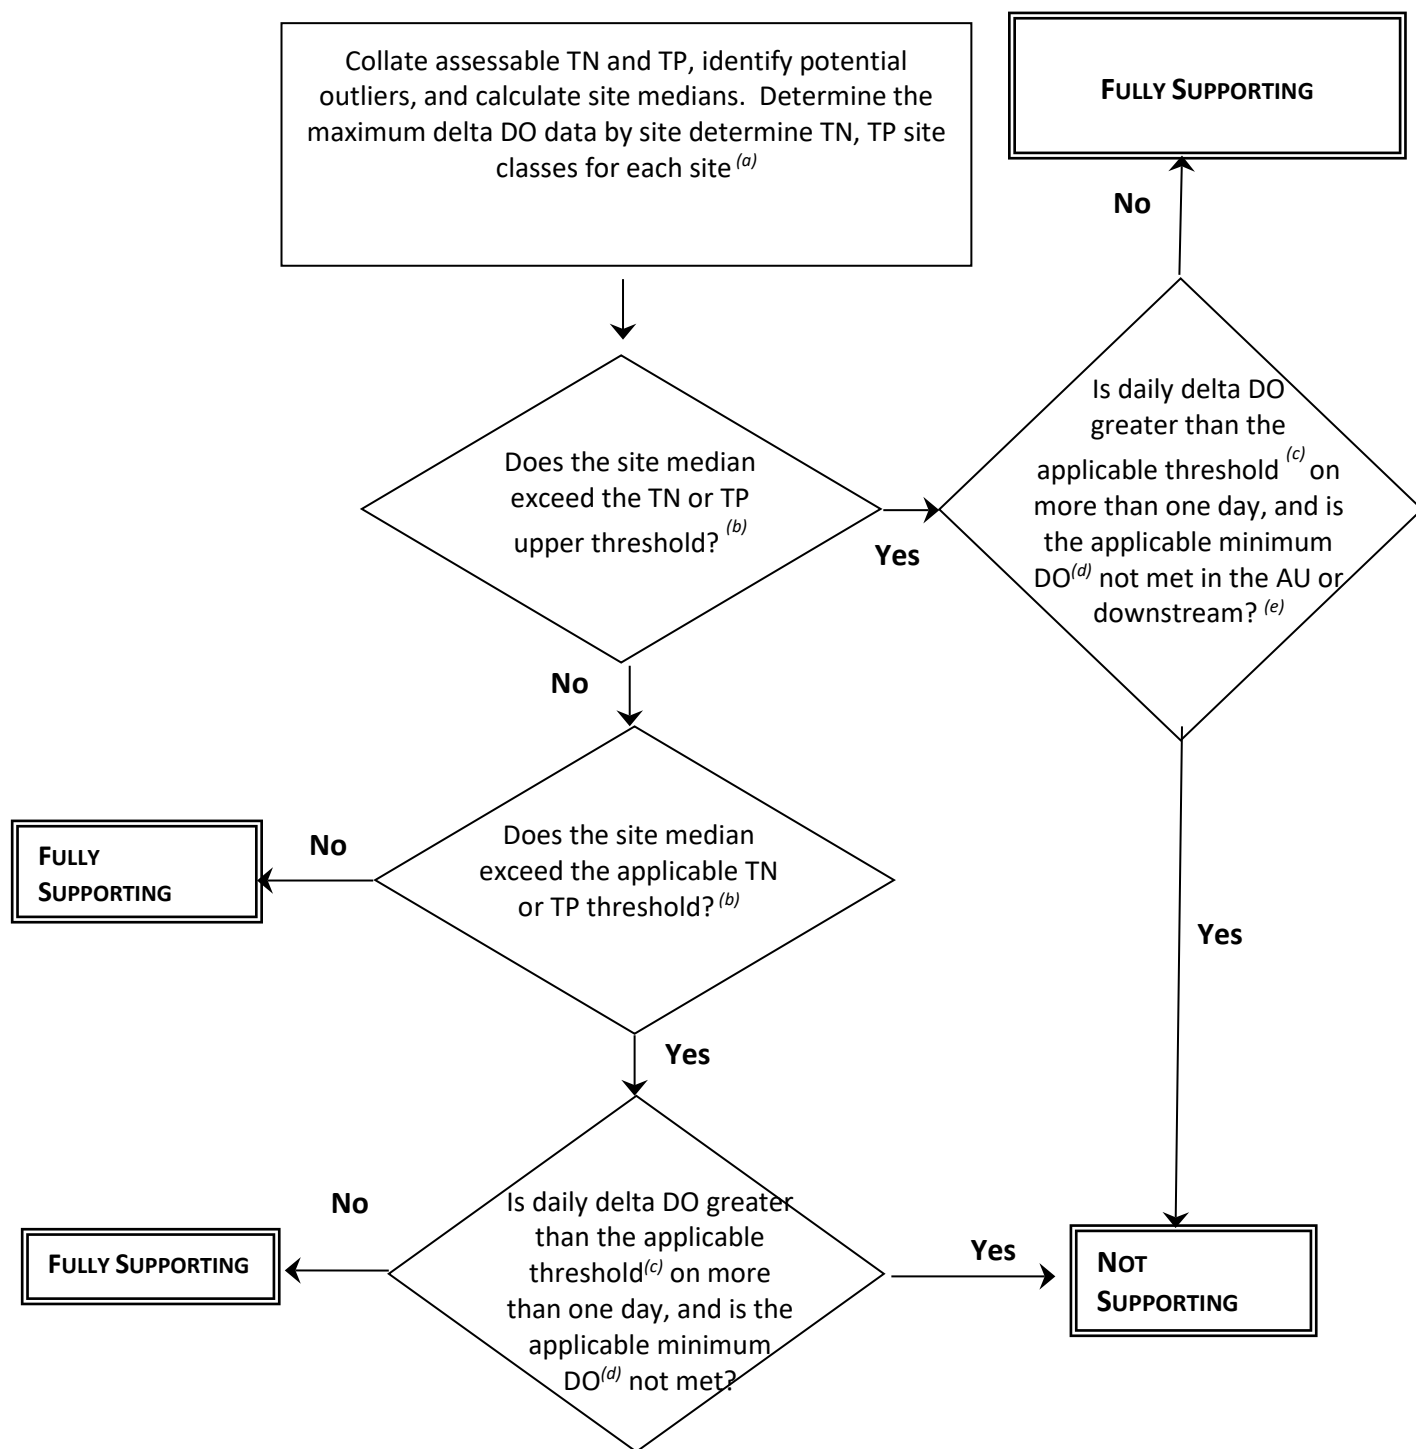 Collate assessable TN and TP, identify potential
outliers, and calculate site medians.  Determine the
maximum delta DO data by site determine TN, TP site
classes for each site (a)
FULLY SUPPORTING
No
Is daily delta DO
greater than the
applicable threshold (c) on
more than one day, and is
the applicable minimum
DO(d) not met in the AU or
downstream? (e)
Does the site median
exceed the TN or TP
upper threshold? (b)
Yes
No
Does the site median
exceed the applicable TN
or TP threshold? (b)
No
FULLY
SUPPORTING
Yes
Yes
Is daily delta DO greater
than the applicable
threshold(c) on more
than one day, and is the
applicable minimum
DO(d) not met?
No
FULLY SUPPORTING
Yes
NOT
SUPPORTING